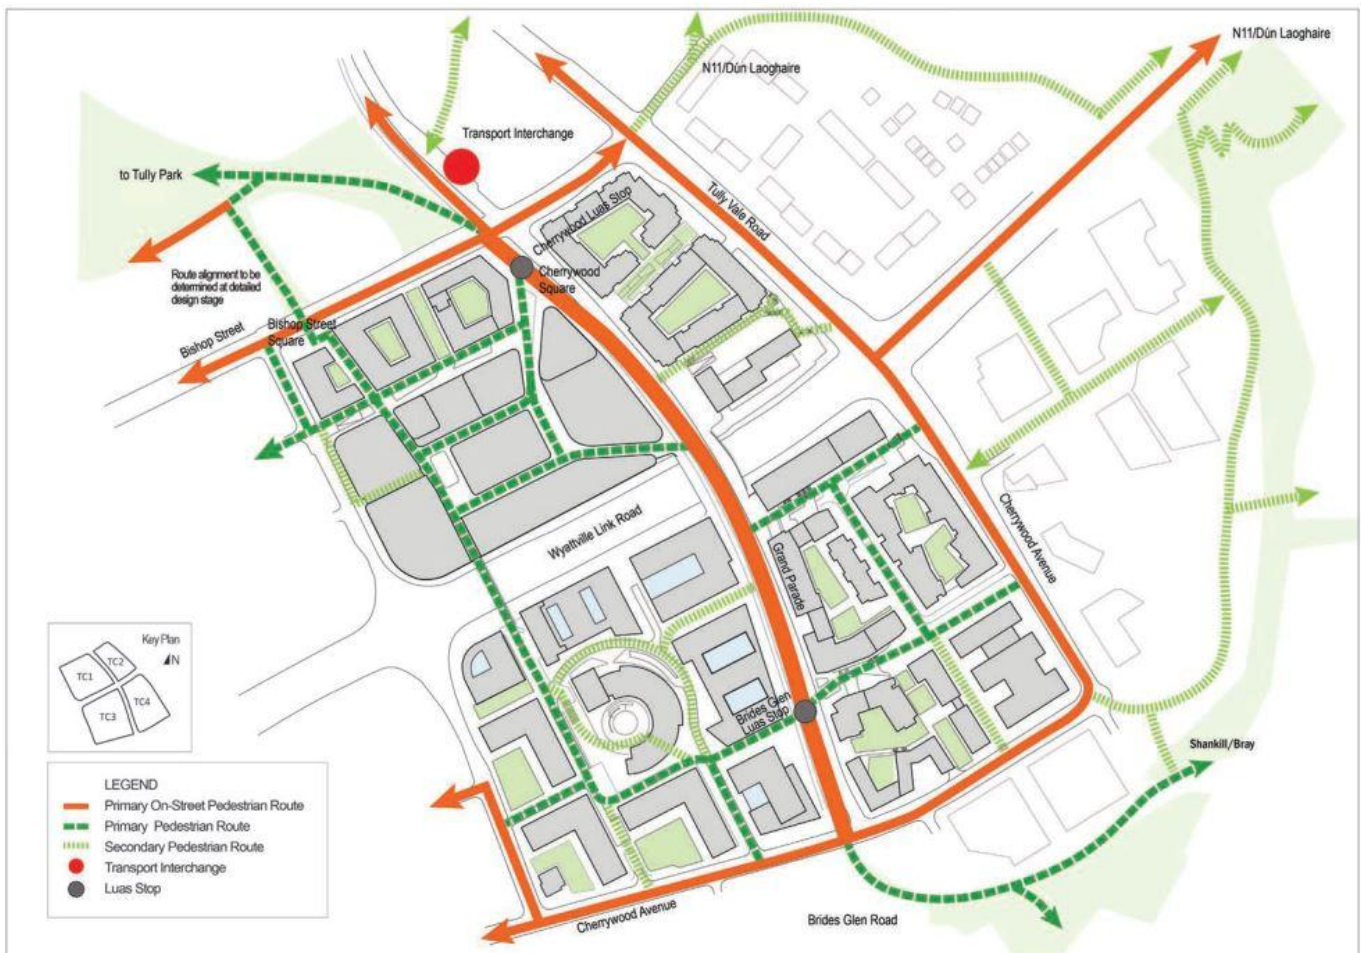 N11/Dún Laoghaire
N11/Dún Laoghaire
Transport Interchange
to Tully Park
Tully Vale Road
Cherrywood Luas Stop
Cherrywood
Square
Route alignment to be
determined at detailed
design stage
Bishop Street
Bishop Street
Square
Wyattville Link Road
Grand Parade
Cherrywood Avenue
Key Plan
N
TC1
TC2
TC3
TC4
Brides Glen
Luas Stop
Shankill/Bray
LEGEND
Primary On-Street Pedestrian Route
Primary Pedestrian Route
Secondary Pedestrian Route
Transport Interchange
Luas Stop
Cherrywood Avenue
Brides Glen Road